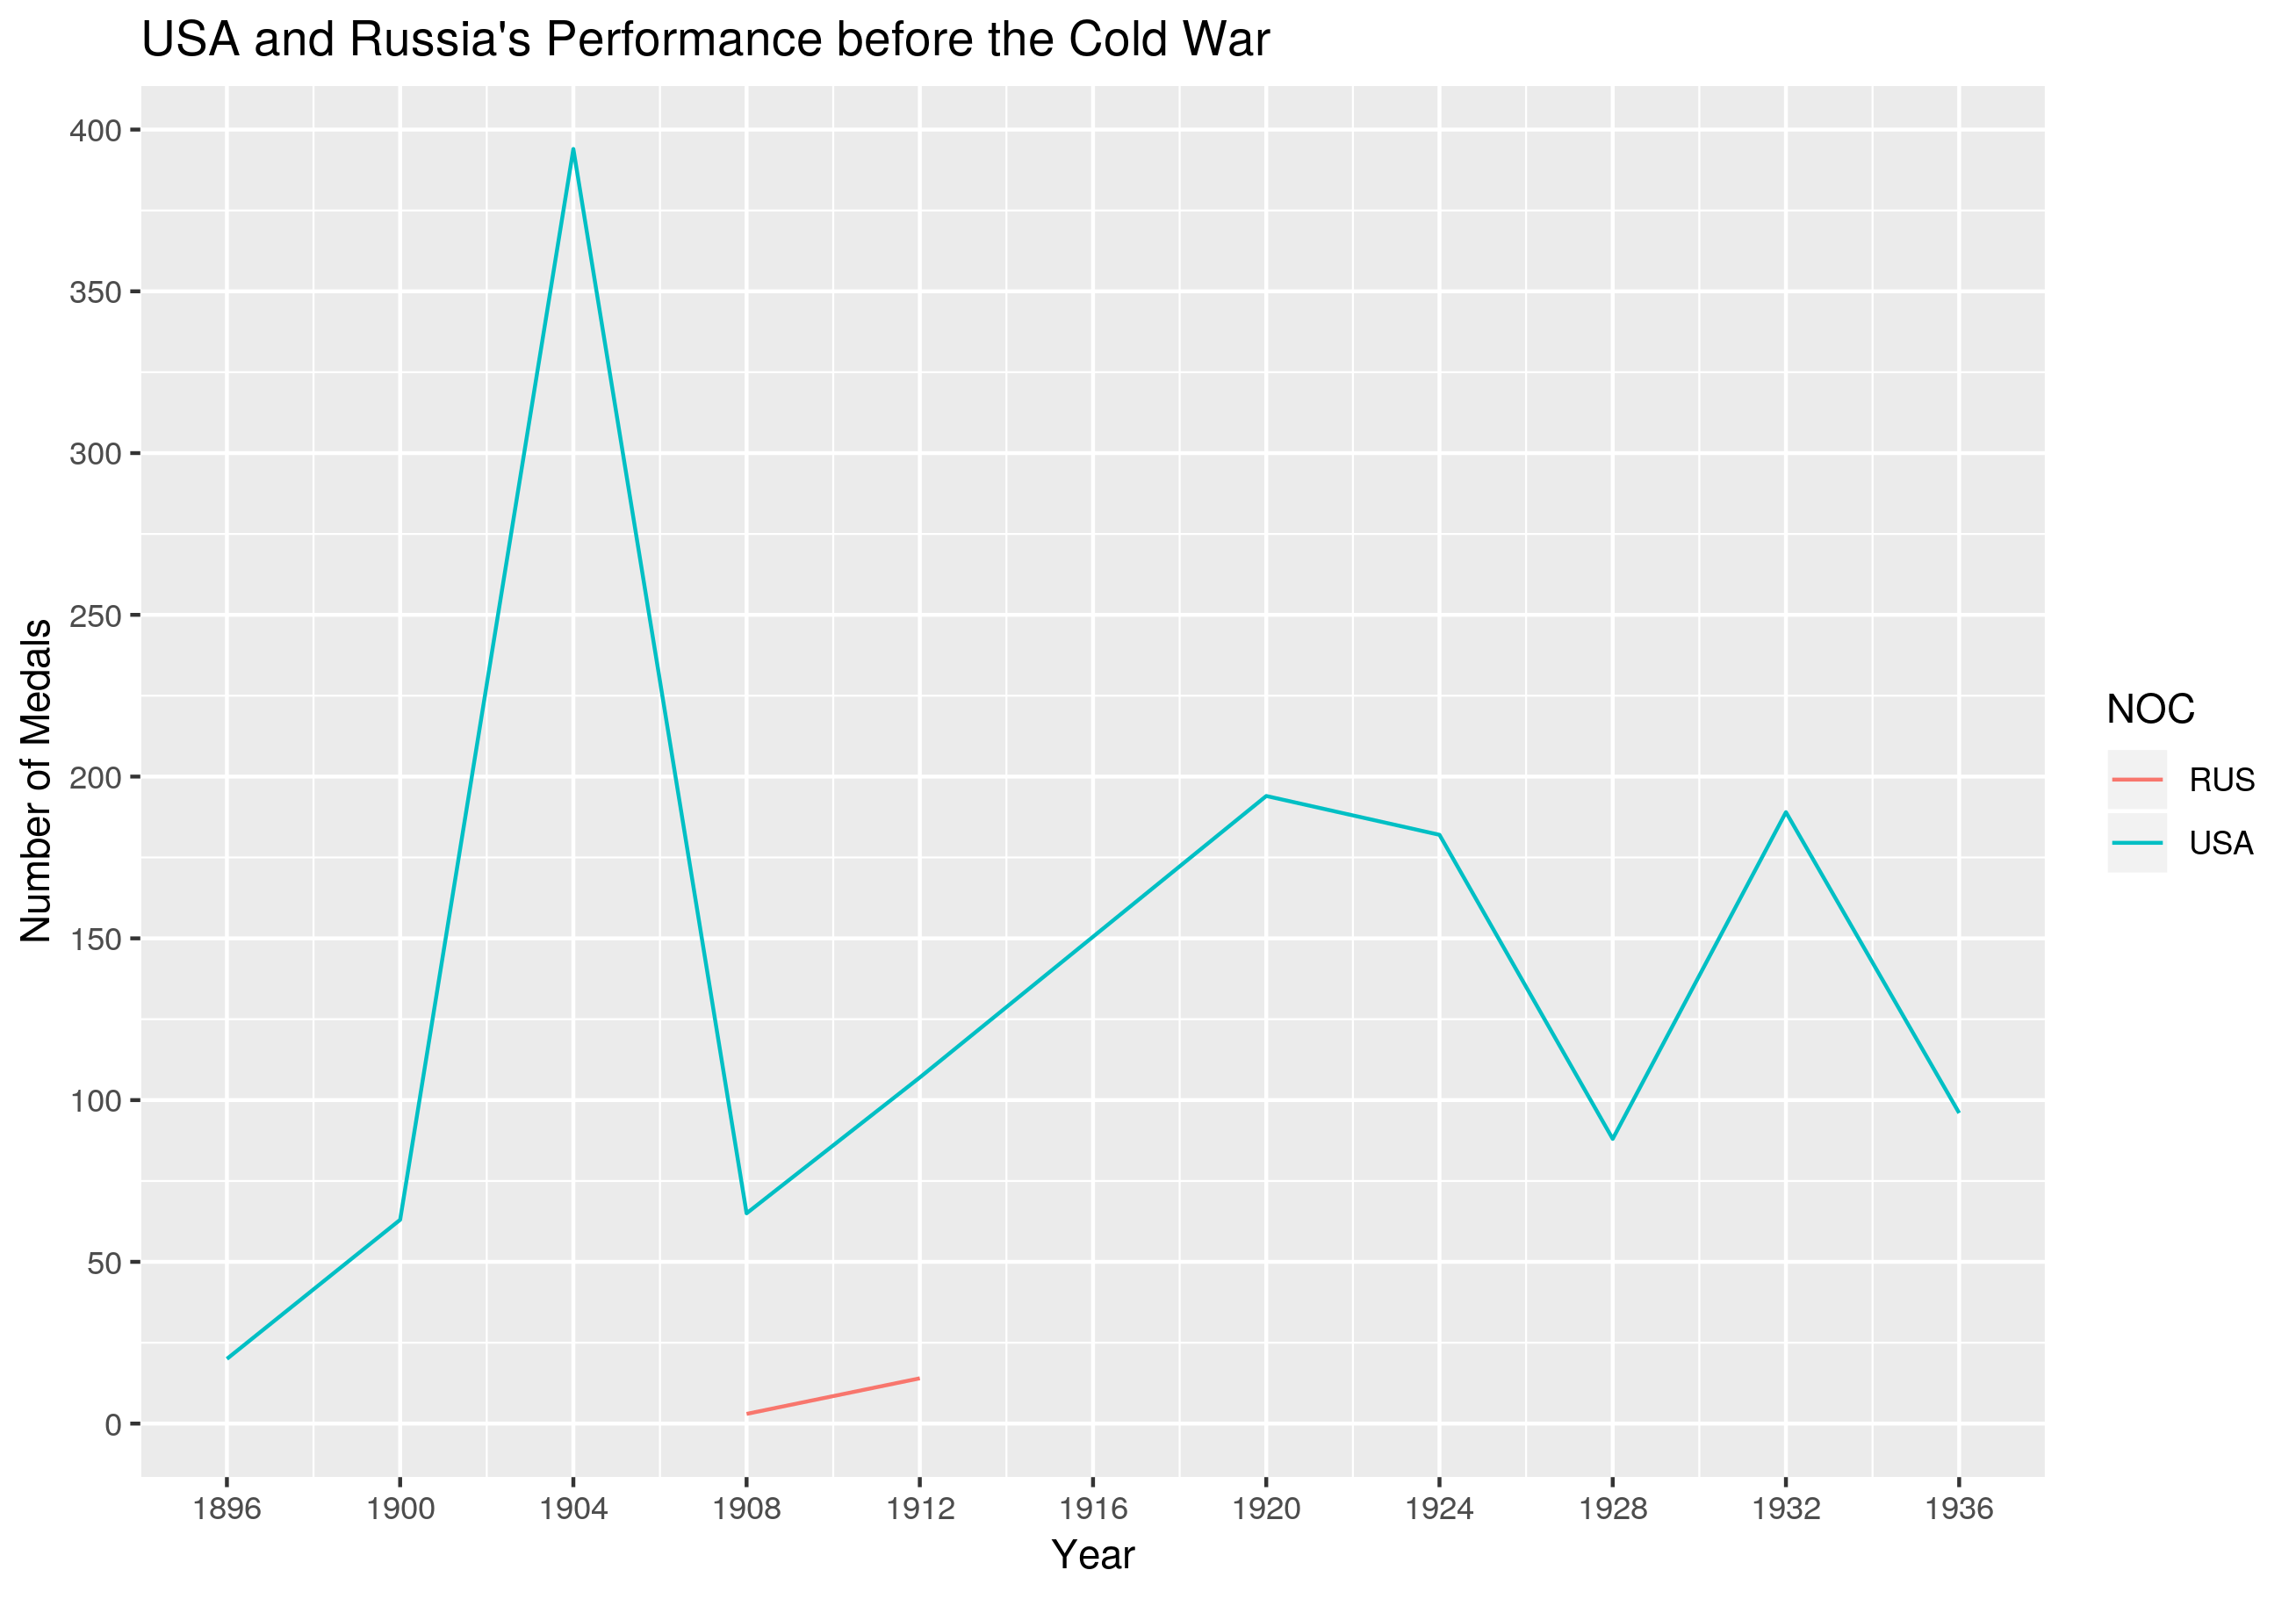 USA and Russia's Performance before the Cold War
400
350
300
250
200
150
100
50
0
Number of Medals
1896 1900 1904 1908 1912 1916 1920 1924 1928 1932 1936
Year
NOC
RUS
USA